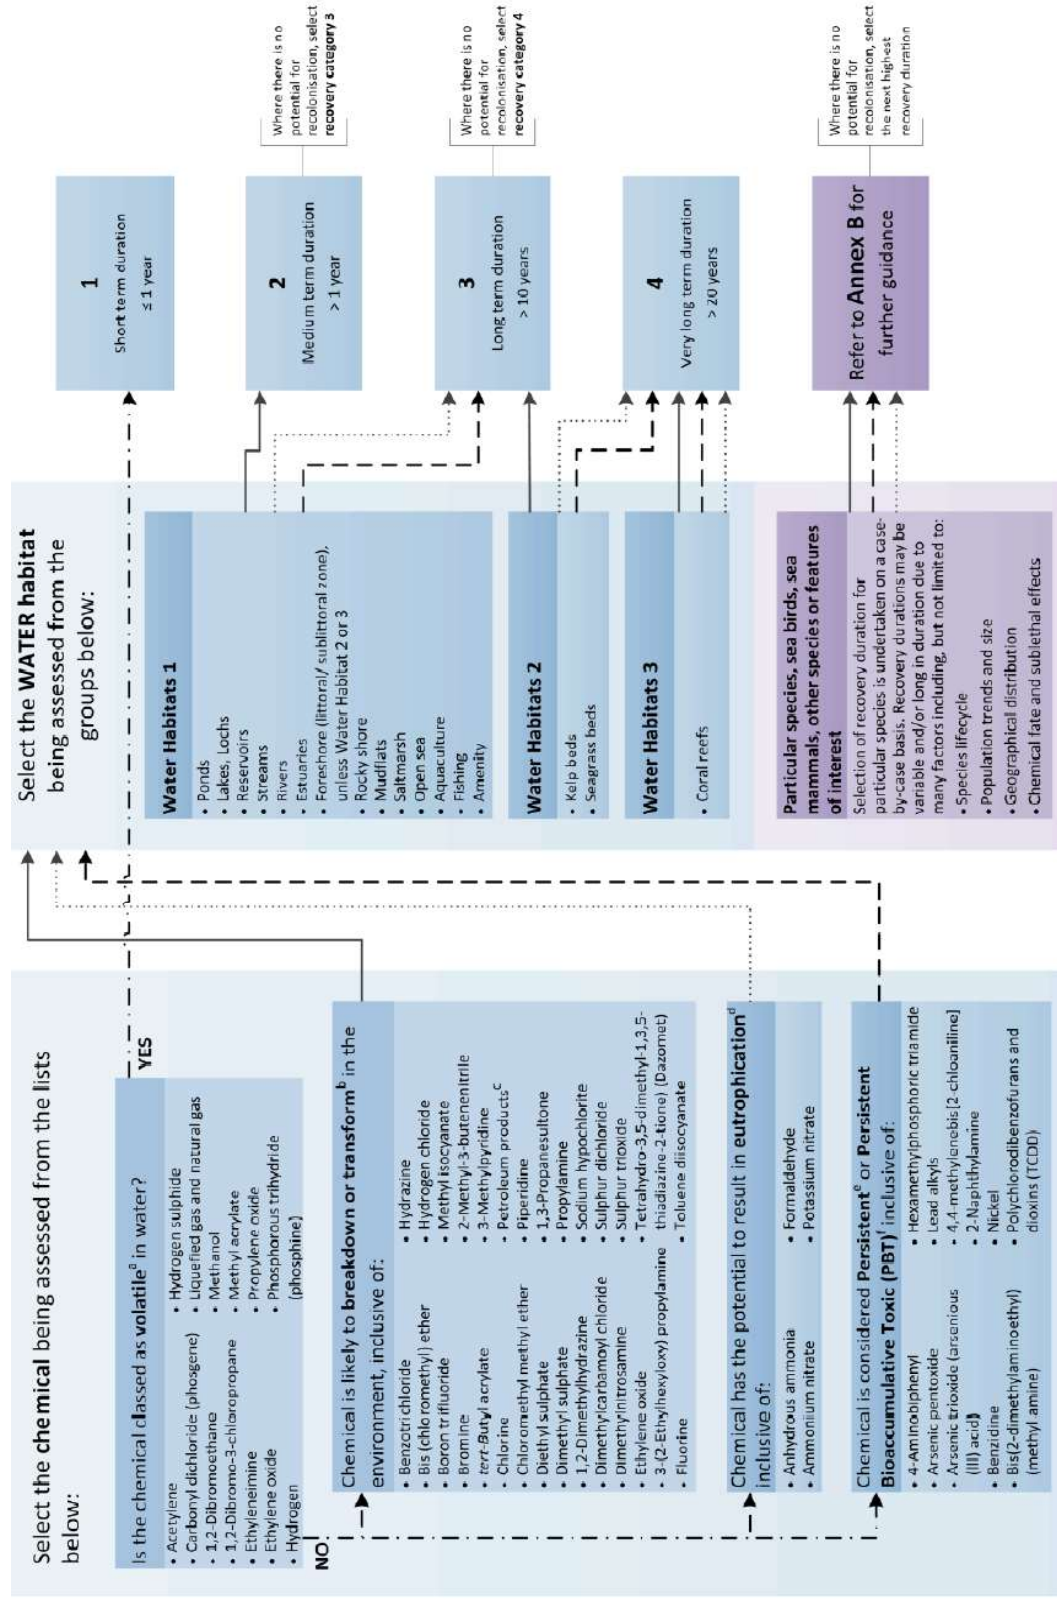 Select the chemical being assessed from the lists
below:
Is the chemical classed as volatileᵃ in water?
• Acetylene
• Carbonyl dichloride (phosgene)
• 1,2-Dibromoethane
• 1,2-Dibromo-3-chloropropane
• Ethyleneimine
• Ethylene oxide
• Hydrogen
• Hydrogen sulphide
• Liquefied gas and natural gas
• Methanol
• Methyl acrylate
• Propylene oxide
• Phosphorous trihydride
(phosphine)
YES
NO
Chemical is likely to breakdown or transformᵇ in the
environment, inclusive of:
• Benzotrichloride
• Bis (chloromethyl) ether
• Boron trifluoride
• Bromine
• tert-Butyl acrylate
• Chlorine
• Chloromethyl methyl ether
• Diethyl sulphate
• Dimethyl sulphate
• 1,2-Dimethylhydrazine
• Dimethylcarbamoyl chloride
• Dimethylnitrosamine
• Ethylene oxide
• 3-(2-Ethylhexyloxy) propylamine
• Fluorine
• Hydrazine
• Hydrogen chloride
• Methyl isocyanate
• 2-Methyl-3-butenenitrile
• 3-Methylpyridine
• Petroleum productsᶜ
• Piperidine
• 1,3-Propanesultone
• Propylamine
• Sodium hypochlorite
• Sulphur dichloride
• Sulphur trioxide
• Tetrahydro-3,5-dimethyl-1,3,5-
thiadiazine-2-tione) (Dazomet)
• Toluene diisocyanate
Chemical has the potential to result in eutrophicationᵈ
inclusive of:
• Anhydrous ammonia
• Ammonium nitrate
• Formaldehyde
• Potassium nitrate
Chemical is considered Persistentᵉ or Persistent
Bioaccumulative Toxic (PBT)ᶠ inclusive of:
• 4-Aminobiphenyl
• Arsenic pentoxide
• Arsenic trioxide (arsenious
(III) acid)
• Benzidine
• Bis(2-dimethylaminoethyl)
(methyl amine)
• Hexamethylphosphoric triamide
• Lead alkyls
• 4,4-methylenebis[2-chloaniline]
• 2-Naphthylamine
• Nickel
• Polychlorodibenzofurans and
dioxins (TCDD)
Select the WATER habitat
being assessed from the
groups below:
Water Habitats 1
• Ponds
• Lakes, Lochs
• Reservoirs
• Streams
• Rivers
• Estuaries
• Foreshore (littoral/ sublittoral zone),
unless Water Habitat 2 or 3
• Rocky shore
• Mudflats
• Saltmarsh
• Open sea
• Aquaculture
• Fishing
• Amenity
Water Habitats 2
• Kelp beds
• Seagrass beds
Water Habitats 3
• Coral reefs
Particular species, sea birds, sea
mammals, other species or features
of interest
Selection of recovery duration for
particular species is undertaken on a case-
by-case basis. Recovery durations may be
variable and/or long in duration due to
many factors including, but not limited to:
• Species lifecycle
• Population trends and size
• Geographical distribution
• Chemical fate and sublethal effects
1
Short term duration
≤ 1 year
2
Medium term duration
> 1 year
Where there is no
potential for
recolonisation, select
recovery category 3
3
Long term duration
> 10 years
Where there is no
potential for
recolonisation, select
recovery category 4
4
Very long term duration
> 20 years
Refer to Annex B for
further guidance
Where there is no
potential for
recolonisation, select
the next highest
recovery duration